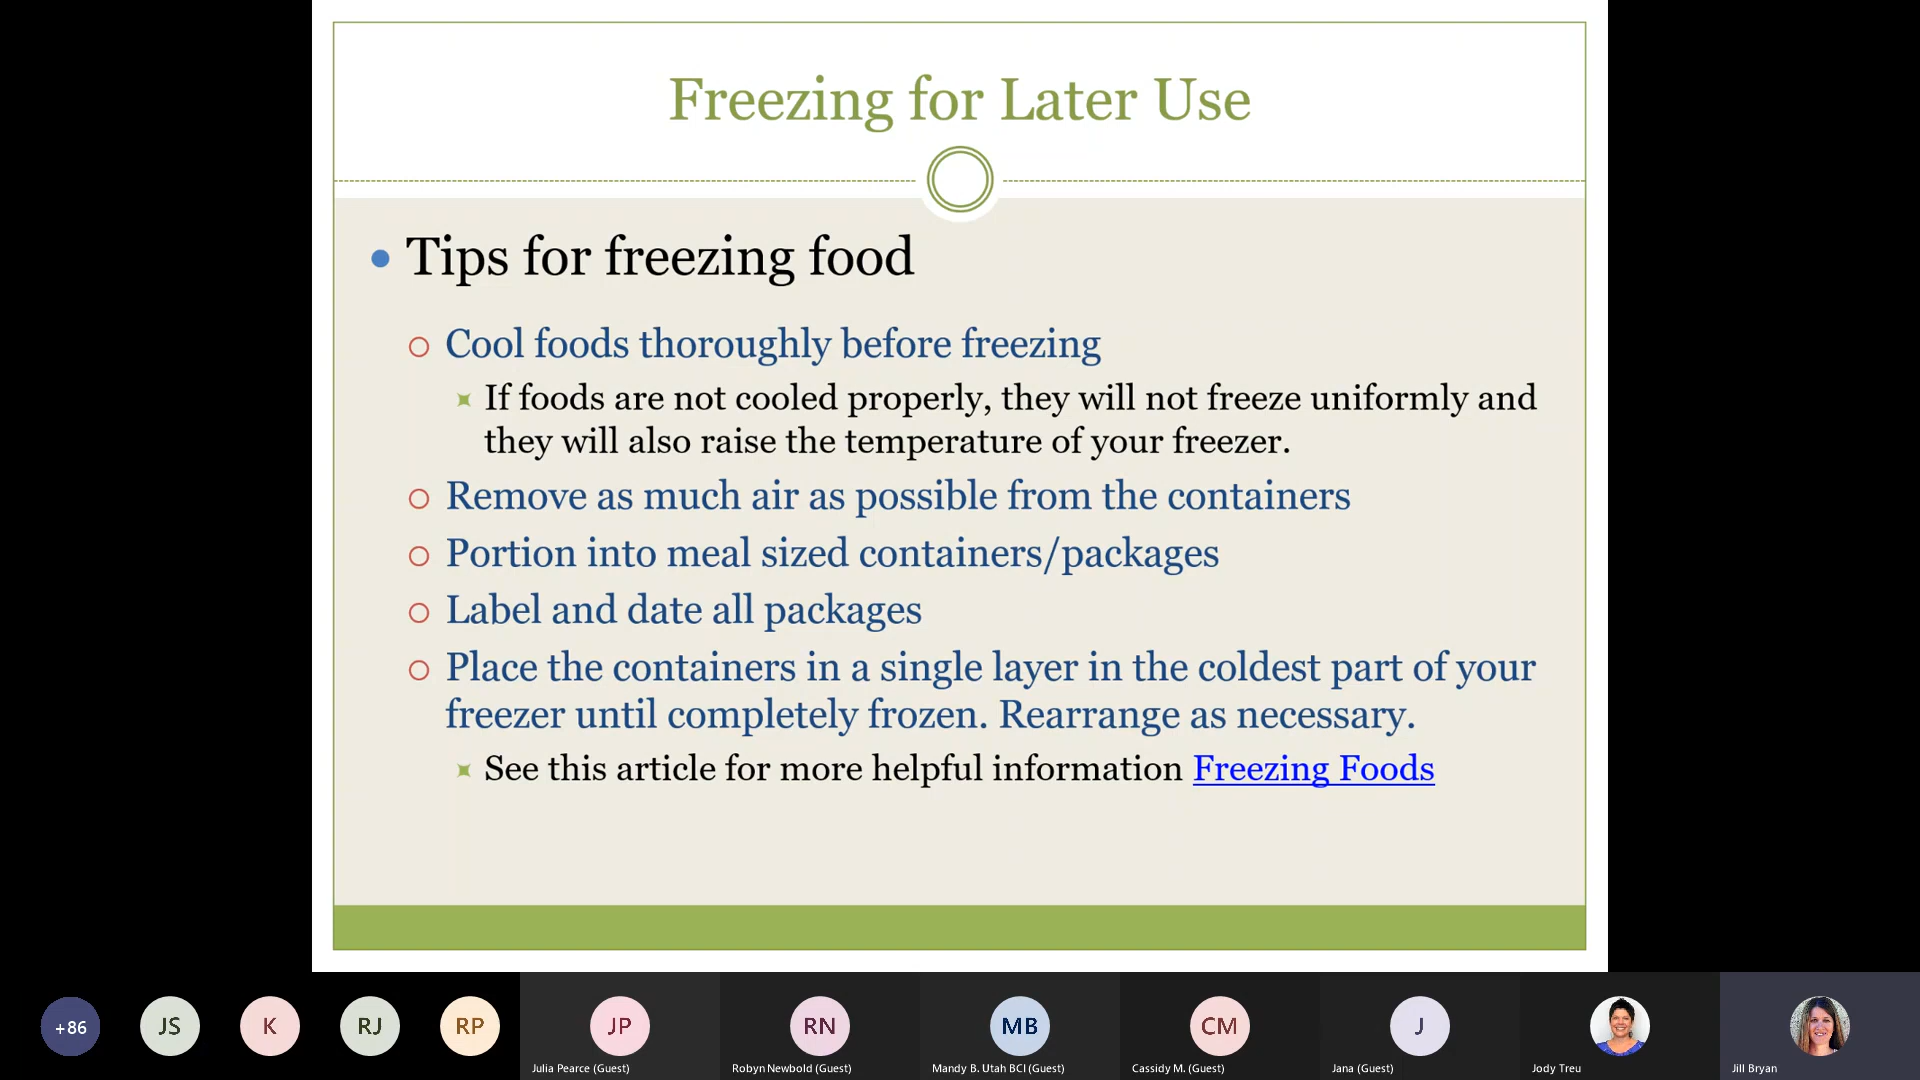 Freezing for Later Use
Tips for freezing food
Cool foods thoroughly before freezing
If foods are not cooled properly, they will not freeze uniformly and
they will also raise the temperature of your freezer.
Remove as much air as possible from the containers
Portion into meal sized containers/packages
Label and date all packages
Place the containers in a single layer in the coldest part of your
freezer until completely frozen. Rearrange as necessary.
See this article for more helpful information Freezing Foods
+86
JS
K
RJ
RP
JP
RN
MB
CM
J
Julia Pearce (Guest)
Robyn Newbold (Guest)
Mandy B. Utah BCI (Guest)
Cassidy M. (Guest)
Jana (Guest)
Jody Treu
Jill Bryan